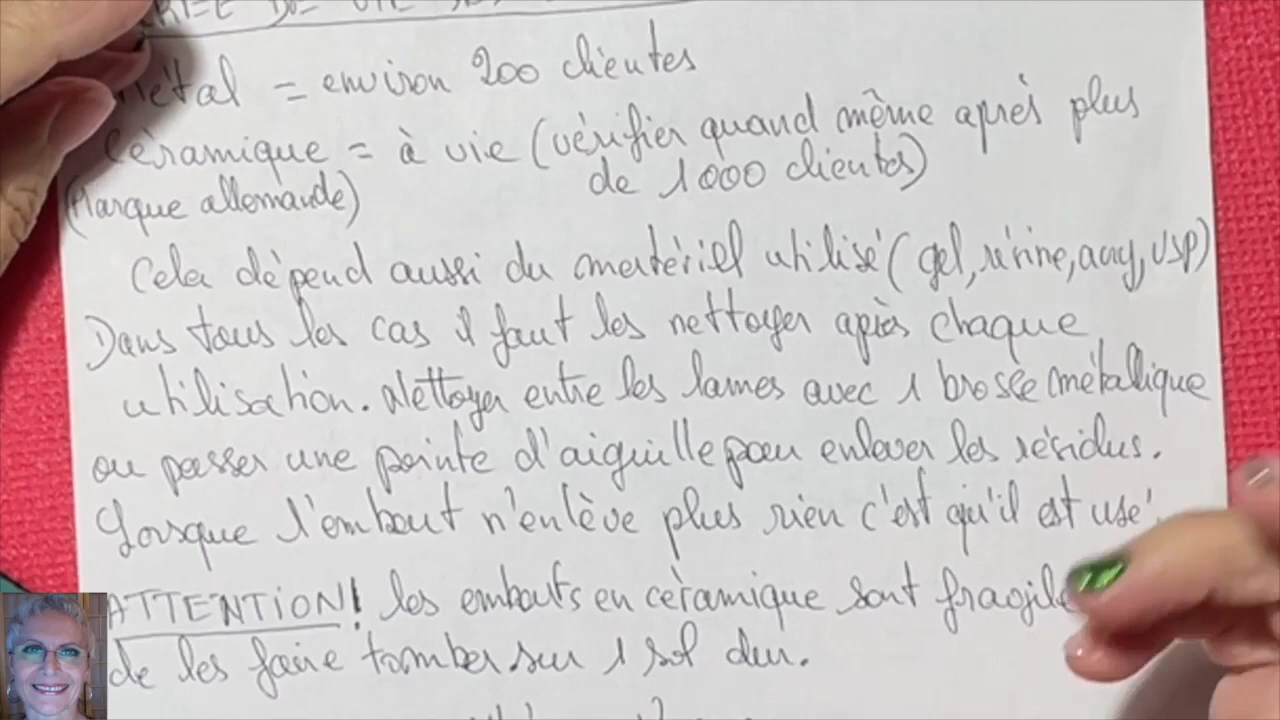 DUREE DE VIE DES
Métal = environ 200 clientes
Céramique = à vie (vérifier quand même après plus
de 1000 clientes)
(Marque allemande)
Cela dépend aussi du matériel utilisé (gel, résine, acry, VSP)
Dans tous les cas il faut les nettoyer après chaque
utilisation. Nettoyer entre les lames avec 1 brosse métallique
ou passer une pointe d'aiguille pour enlever les résidus.
Lorsque l'embout n'enlève plus rien c'est qu'il est usé.
ATTENTION! les embouts en céramique sont fragile
de les faire tomber sur 1 sol dur.